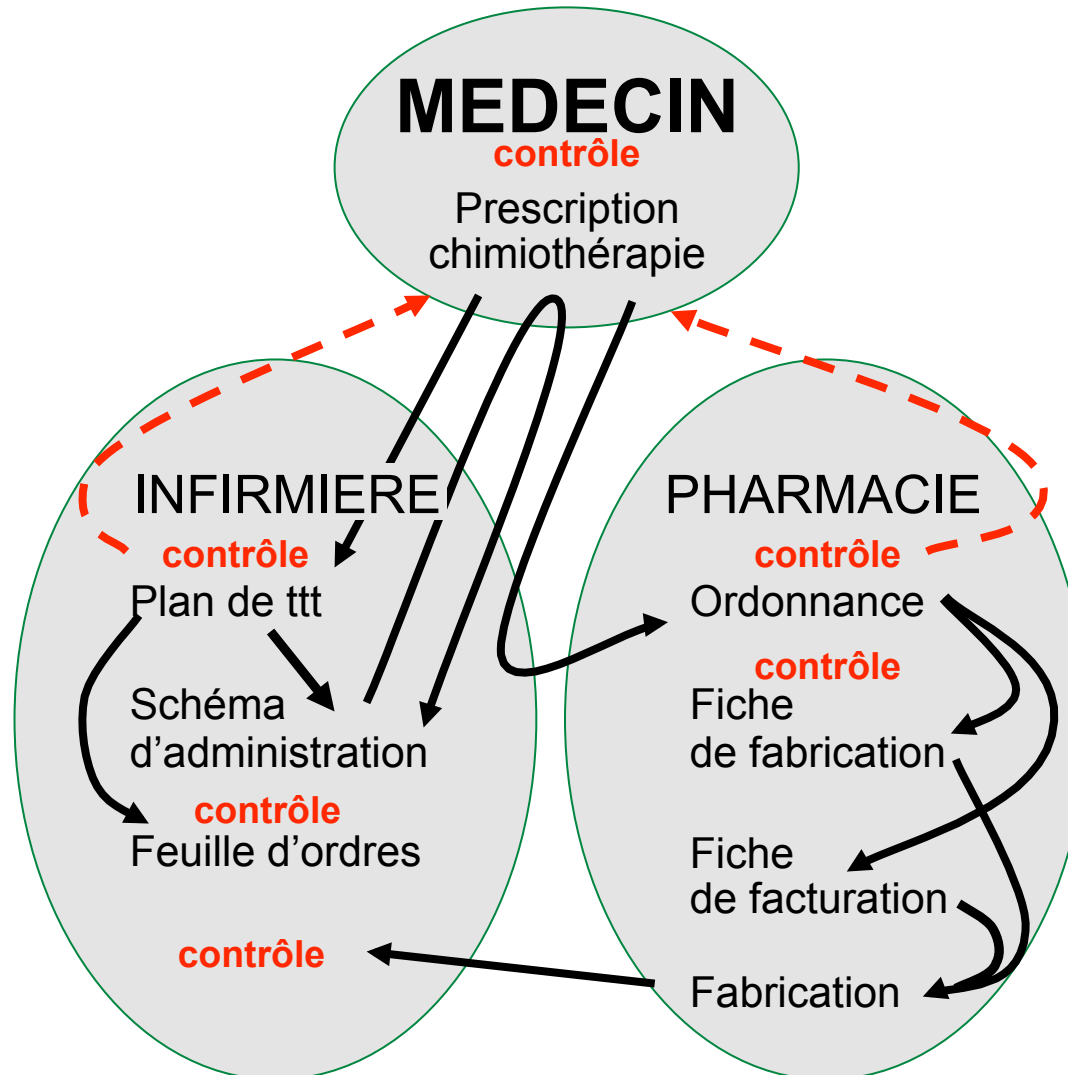 MEDECIN
contrôle
Prescription
chimiothérapie
INFIRMIERE
contrôle
Plan de ttt
Schéma
d’administration
contrôle
Feuille d’ordres
contrôle
PHARMACIE
contrôle
Ordonnance
contrôle
Fiche
de fabrication
Fiche
de facturation
Fabrication